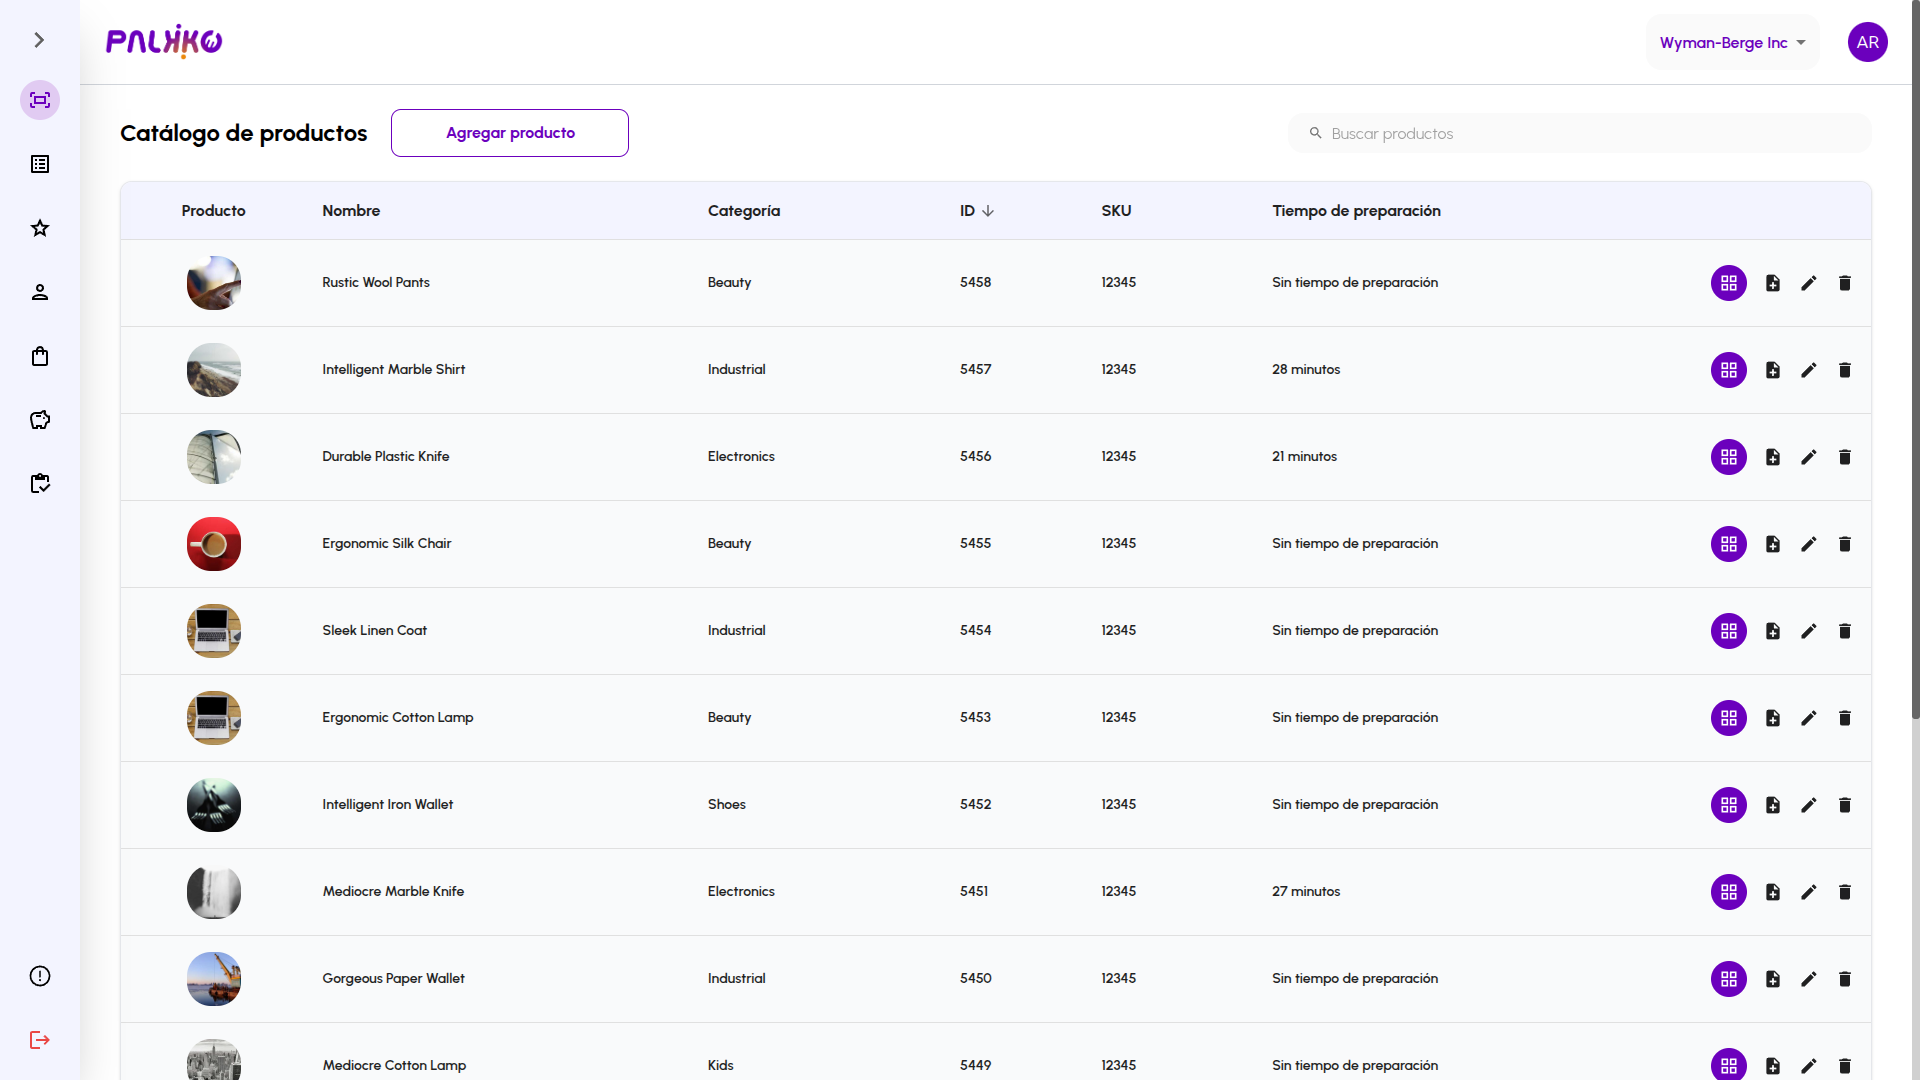 PALKKO
Wyman-Berge Inc
AR
Catálogo de productos
Agregar producto
Buscar productos
Producto Nombre Categoría ID SKU Tiempo de preparación
Rustic Wool Pants Beauty 5458 12345 Sin tiempo de preparación
Intelligent Marble Shirt Industrial 5457 12345 28 minutos
Durable Plastic Knife Electronics 5456 12345 21 minutos
Ergonomic Silk Chair Beauty 5455 12345 Sin tiempo de preparación
Sleek Linen Coat Industrial 5454 12345 Sin tiempo de preparación
Ergonomic Cotton Lamp Beauty 5453 12345 Sin tiempo de preparación
Intelligent Iron Wallet Shoes 5452 12345 Sin tiempo de preparación
Mediocre Marble Knife Electronics 5451 12345 27 minutos
Gorgeous Paper Wallet Industrial 5450 12345 Sin tiempo de preparación
Mediocre Cotton Lamp Kids 5449 12345 Sin tiempo de preparación